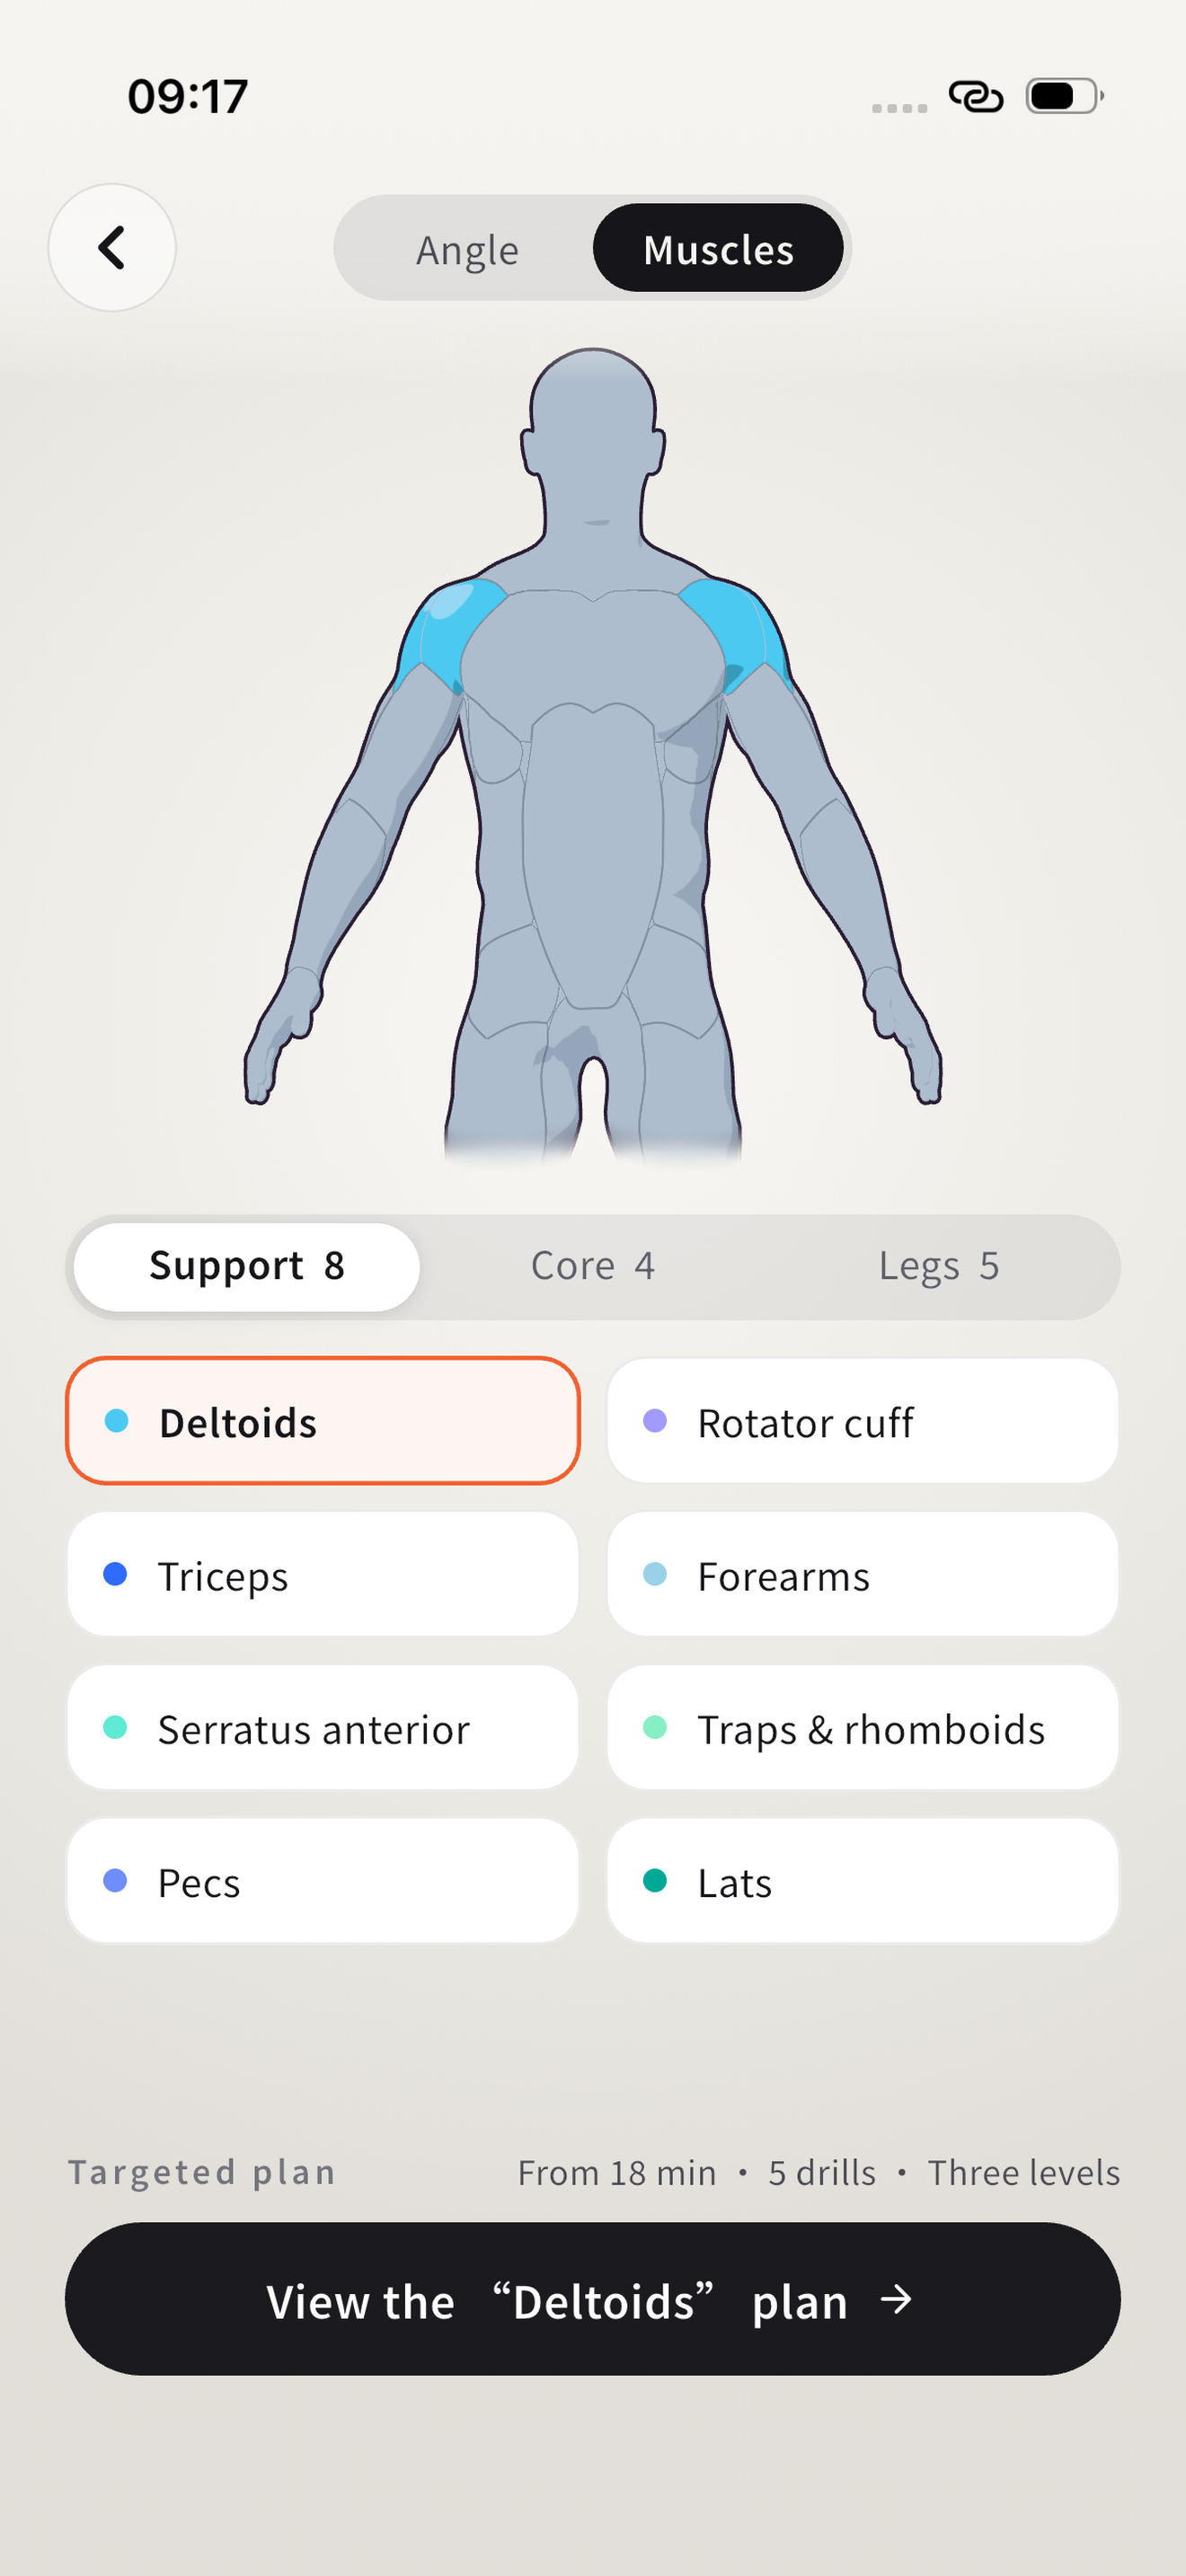 09:17
Angle Muscles
Support 8 Core 4 Legs 5
Deltoids Rotator cuff
Triceps Forearms
Serratus anterior Traps & rhomboids
Pecs Lats
Targeted plan From 18 min • 5 drills • Three levels
View the “Deltoids” plan →